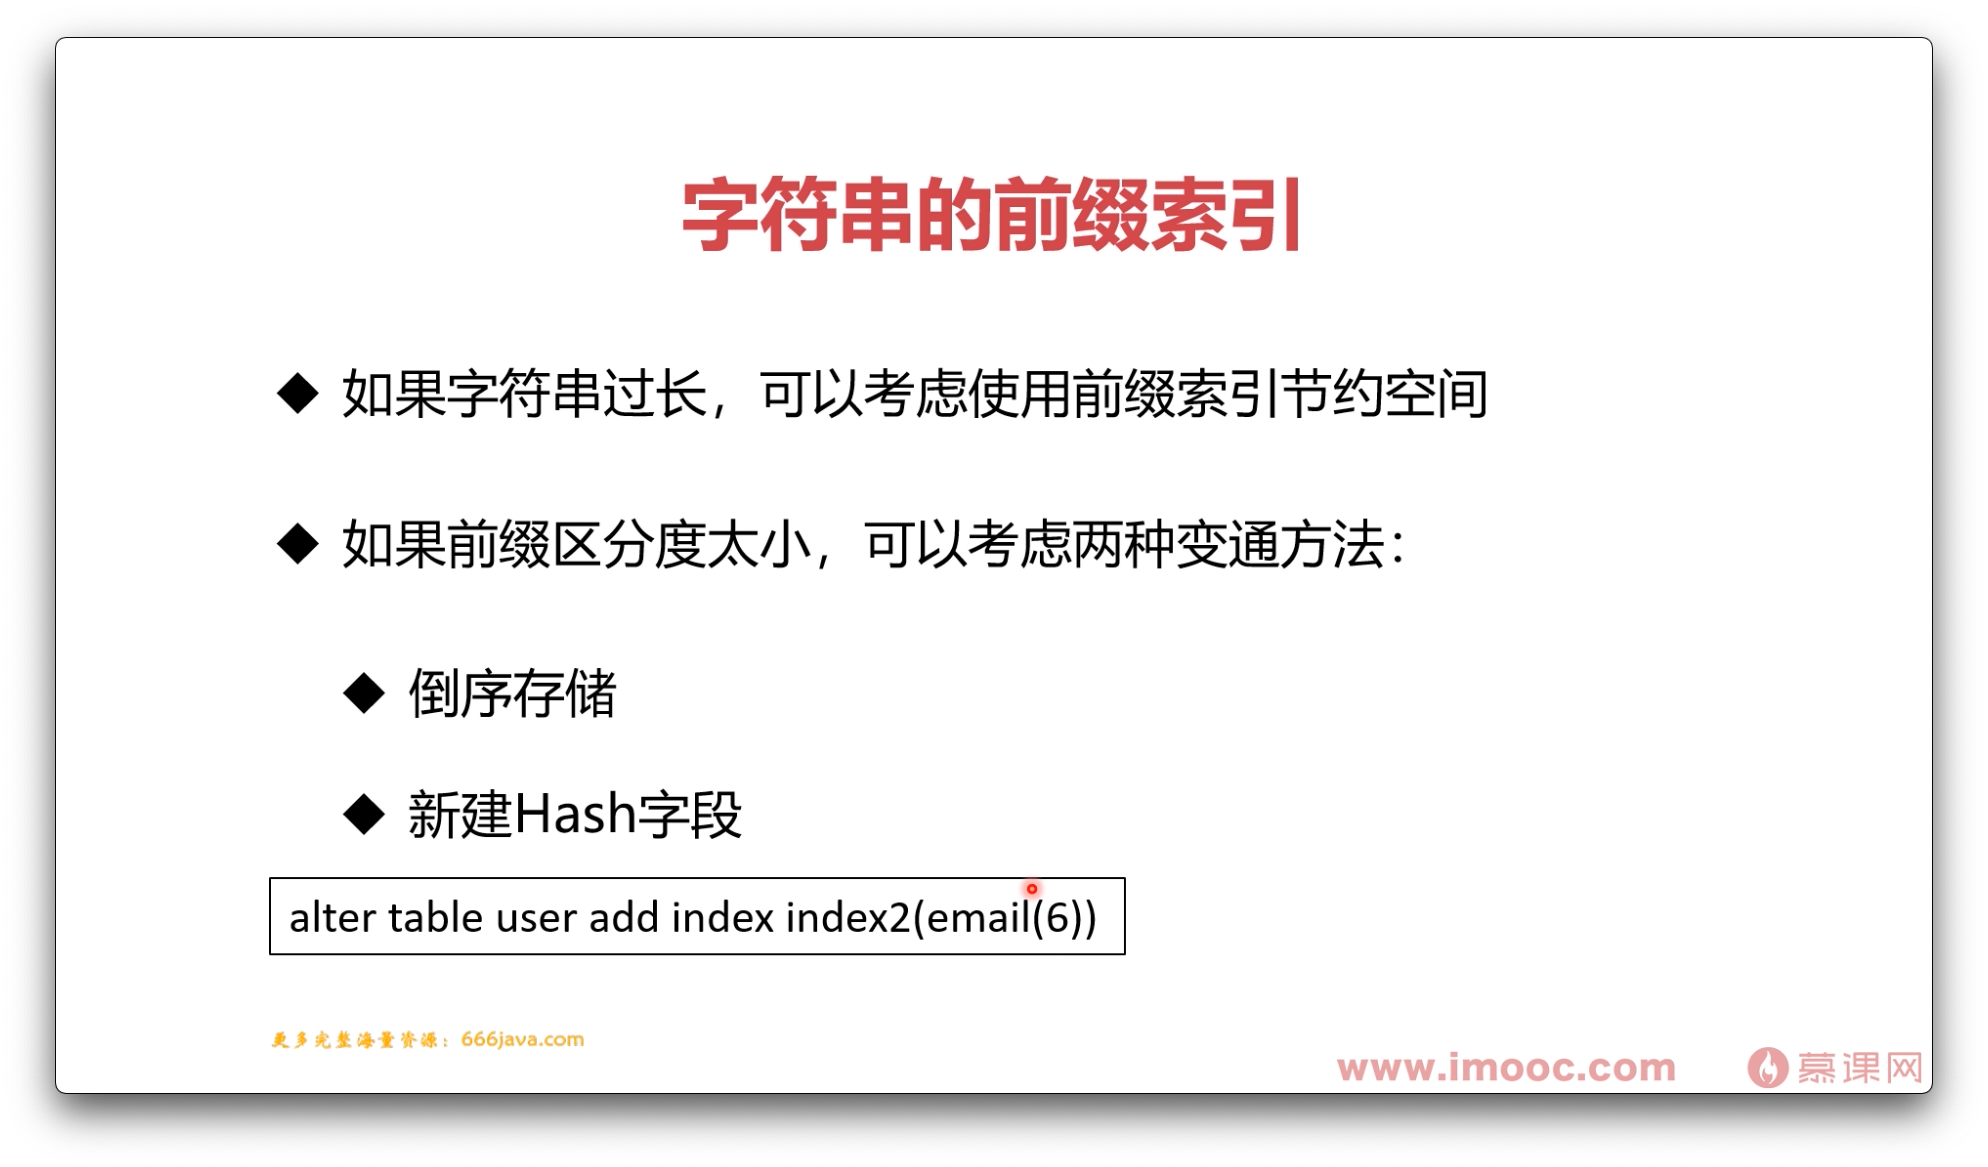 字符串的前缀索引
如果字符串过长，可以考虑使用前缀索引节约空间
如果前缀区分度太小，可以考虑两种变通方法：
倒序存储
新建Hash字段
alter table user add index index2(email(6))
更多完整海量资源：666java.com
www.imooc.com 慕课网